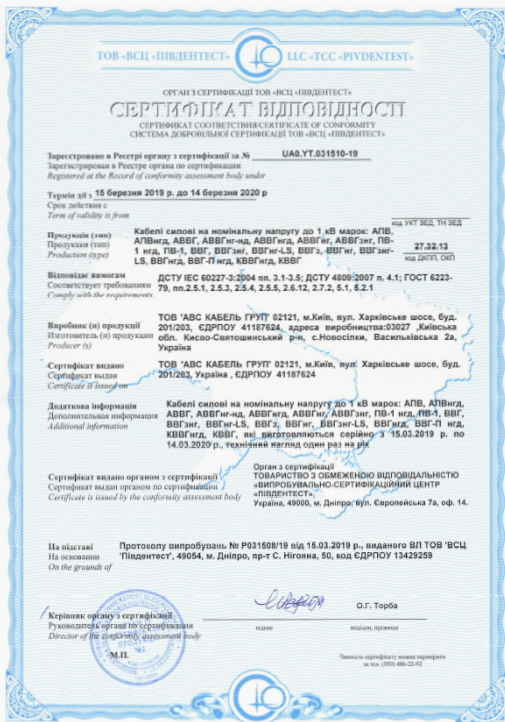 ТОВ «ВСЦ «ПІВДЕНТЕСТ» LLC «TCC «PIVDENTEST»
ОРГАН З СЕРТИФІКАЦІЇ ТОВ «ВСЦ «ПІВДЕНТЕСТ»
СЕРТИФІКАТ ВІДПОВІДНОСТІ
СЕРТИФИКАТ СООТВЕТСТВИЯ/CERTIFICATE OF CONFORMITY
СИСТЕМА ДОБРОВІЛЬНОЇ СЕРТИФІКАЦІЇ ТОВ «ВСЦ «ПІВДЕНТЕСТ»
Зареєстровано в Реєстрі органу з сертифікації за № UA0.YT.031510-19
Зарегистрирован в Реестре органа по сертификации
Registered at the Record of conformity assessment body under
Термін дії з 15 березня 2019 р. до 14 березня 2020 р
Срок действия с
Term of validity is from
код УКТ ЗЕД, ТН ЗЕД
Продукція (тип) Кабелі силові на номінальну напругу до 1 кВ марок: АПВ,
Продукция (тип) АПВнгд, АВВГ, АВВГнг-нд, АВВГнгд, АВВГнг, АВВГзнг, ПВ-
Production (type) 1 нгд, ПВ-1, ВВГ, ВВГзнг, ВВГнг-LS, ВВГз, ВВГнг, ВВГзнг-
LS, ВВГнгд, ВВГ-П нгд, КВВГнгд, КВВГ
27.32.13
код ДКПП, ОКП
Відповідає вимогам ДСТУ IEC 60227-3:2004 пп. 3.1-3.5; ДСТУ 4809:2007 п. 4.1; ГОСТ 6223-
Соответствует требованиям 79, пп.2.5.1, 2.5.3, 2.5.4, 2.5.5, 2.6.12, 2.7.2, 5.1, 5.2.1
Comply with the requirements
Виробник (и) продукції ТОВ 'АВС КАБЕЛЬ ГРУП' 02121, м.Київ, вул. Харківське шосе, буд.
Изготовитель (и) продукции 201/203, ЄДРПОУ 41187624, адреса виробництва:03027 ,Київська
Producer (s) обл. Києво-Святошинський р-н, с.Новосілки, Васильківська 2а,
Україна
Сертифікат видано ТОВ 'АВС КАБЕЛЬ ГРУП' 02121, м.Київ, вул. Харківське шосе, буд.
Сертификат выдан 201/203, Україна , ЄДРПОУ 41187624
Certificate is issued on
Додаткова інформація Кабелі силові на номінальну напругу до 1 кВ марок: АПВ, АПВнгд,
Дополнительная информация АВВГ, АВВГнг-нд, АВВГнгд, АВВГнг, АВВГзнг, ПВ-1 нгд, ПВ-1, ВВГ,
Additional information ВВГзнг, ВВГнг-LS, ВВГз, ВВГнг, ВВГзнг-LS, ВВГнгд, ВВГ-П нгд,
КВВГнгд, КВВГ, які виготовляються серійно з 15.03.2019 р. по
14.03.2020 р., технічний нагляд один раз на рік
Орган з сертифікації
Сертифікат видано органом з сертифікації ТОВАРИСТВО З ОБМЕЖЕНОЮ ВІДПОВІДАЛЬНІСТЮ
Сертификат выдан органом по сертификации «ВИПРОБУВАЛЬНО-СЕРТИФІКАЦІЙНИЙ ЦЕНТР
Certificate is issued by the conformity assessment body «ПІВДЕНТЕСТ»,
Україна, 49000, м. Дніпро, вул. Європейська 7а, оф. 14.
На підставі Протоколу випробувань № Р031508/19 від 15.03.2019 р., виданого ВЛ ТОВ 'ВСЦ
На основании 'Південтест', 49054, м. Дніпро, пр-т С. Нігояна, 50, код ЄДРПОУ 13429259
On the grounds of
Керівник органу з сертифікації О.Г. Торба
Руководитель органа по сертификации підпис ініціали, прізвище
Director of the conformity assessment body
М.П.
Чинність сертифікату можна перевірити
за тел. (050) 486-22-92